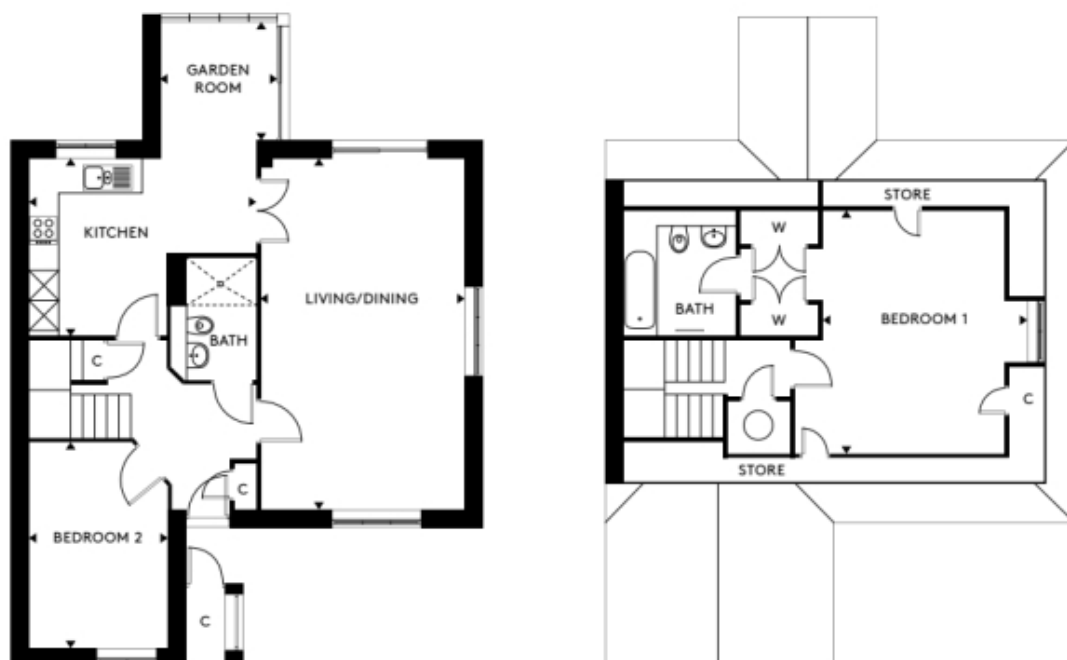 GARDEN
ROOM
KITCHEN
LIVING/DINING
BATH
C
C
BEDROOM 2
C
STORE
W
BATH
W
BEDROOM 1
C
STORE